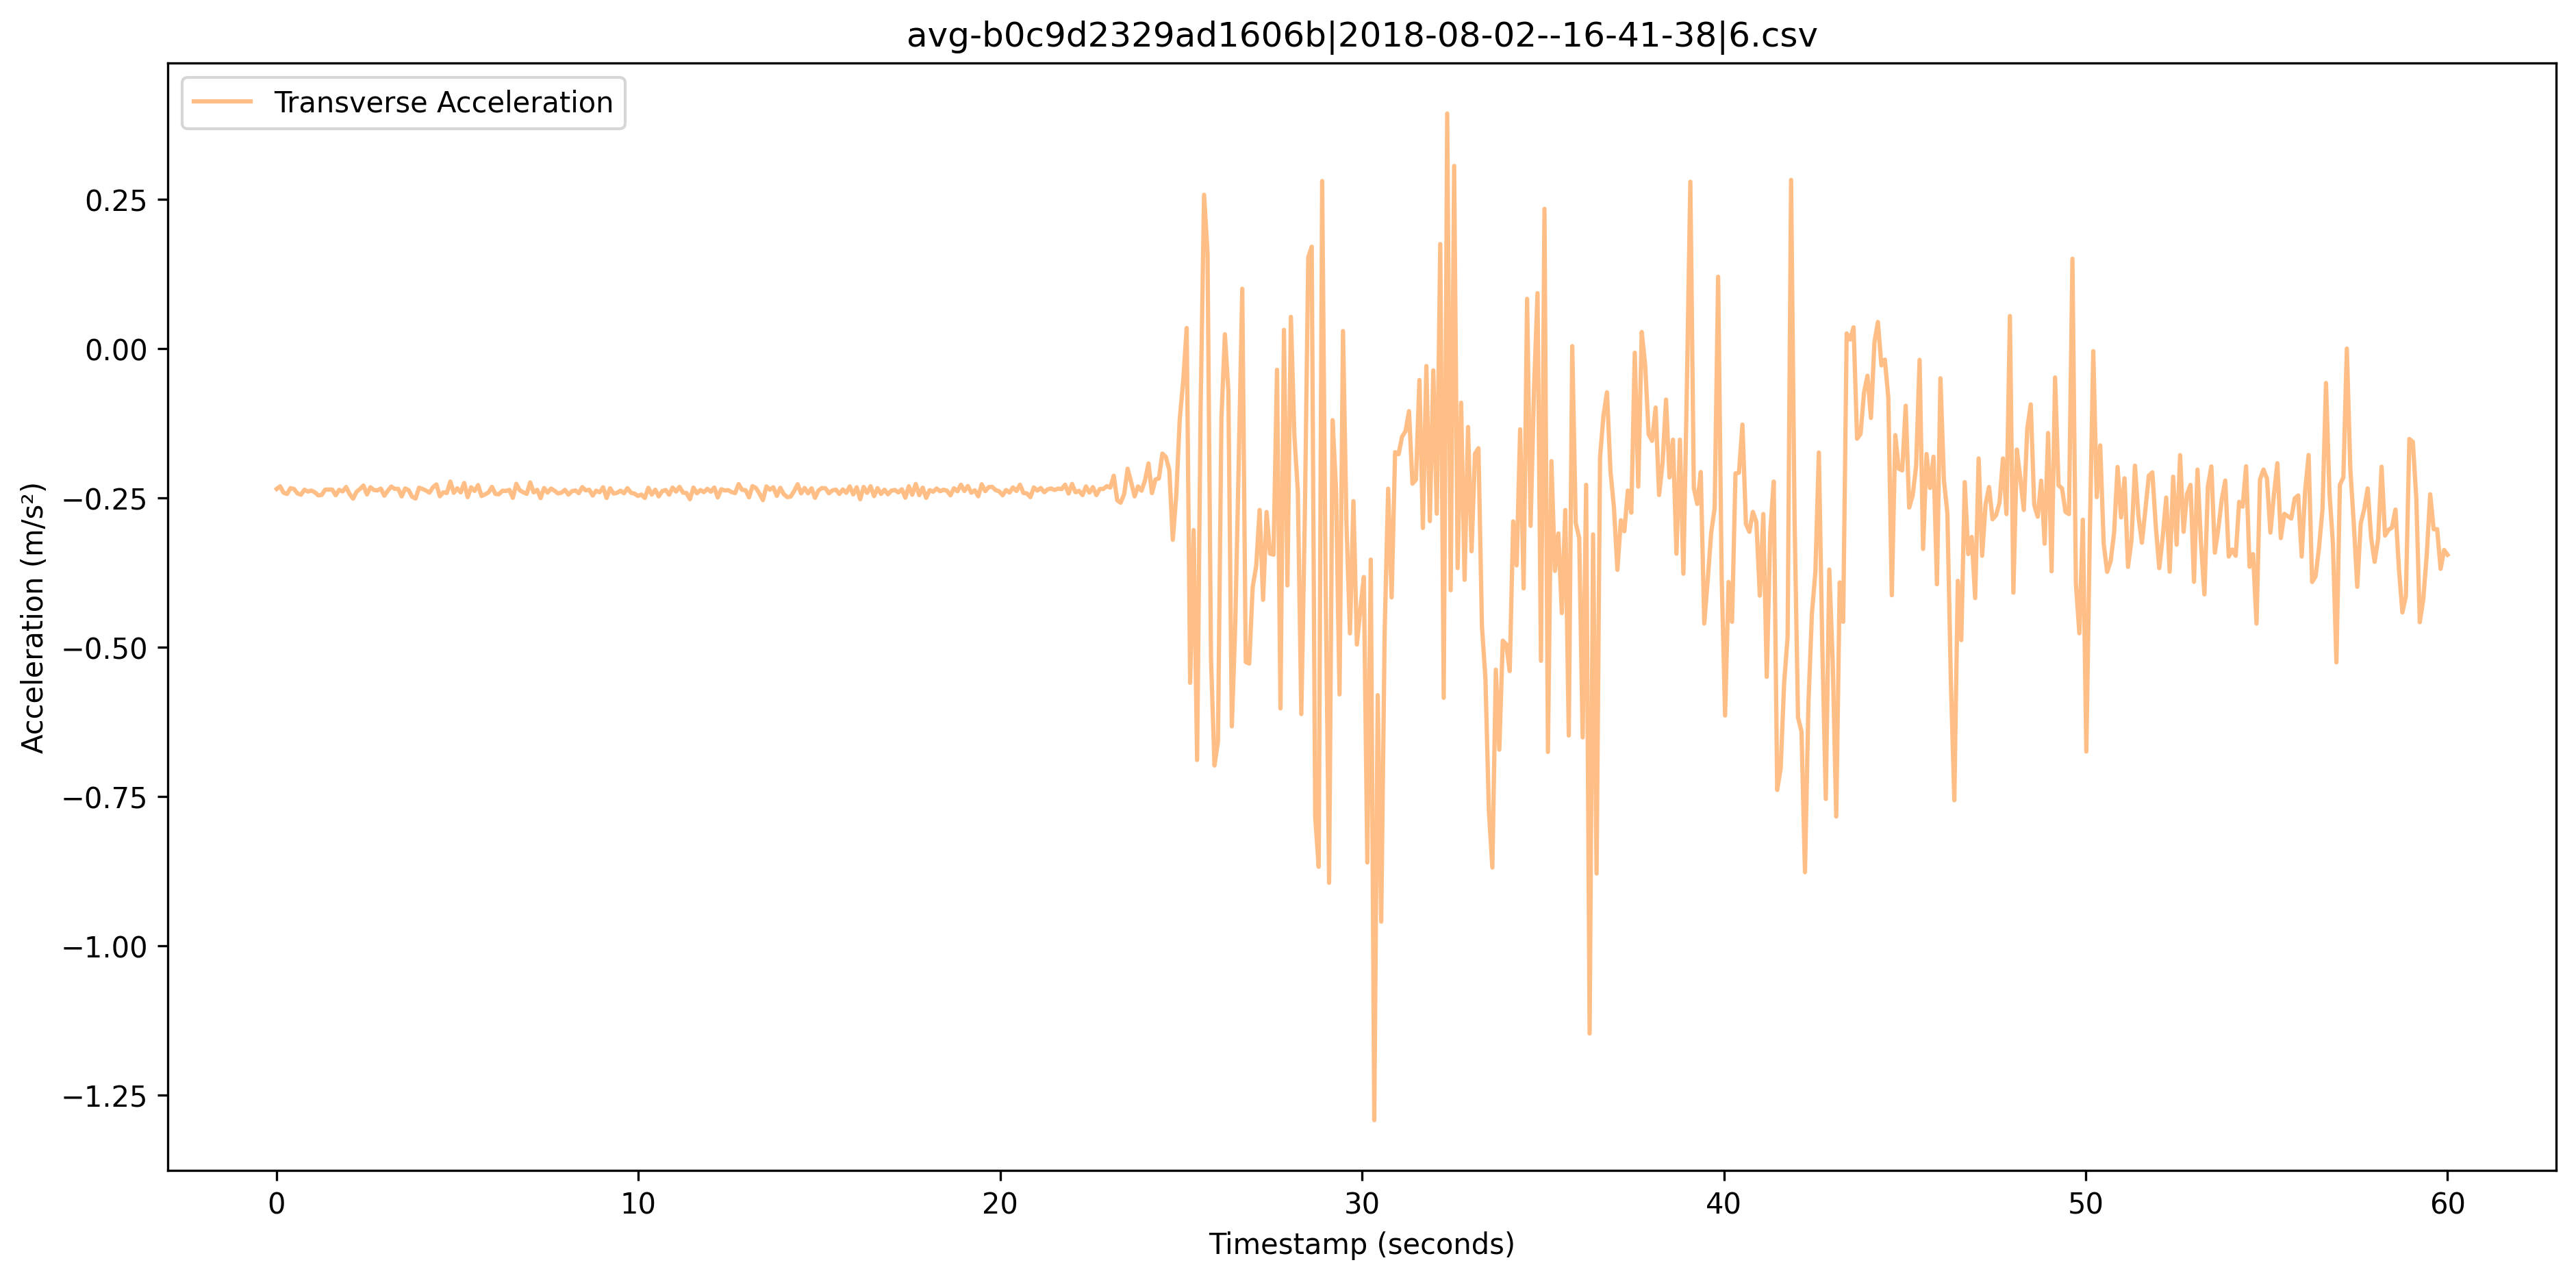 avg-b0c9d2329ad1606b|2018-08-02--16-41-38|6.csv
Transverse Acceleration
Acceleration (m/s²)
0.25
0.00
−0.25
−0.50
−0.75
−1.00
−1.25
0 10 20 30 40 50 60
Timestamp (seconds)